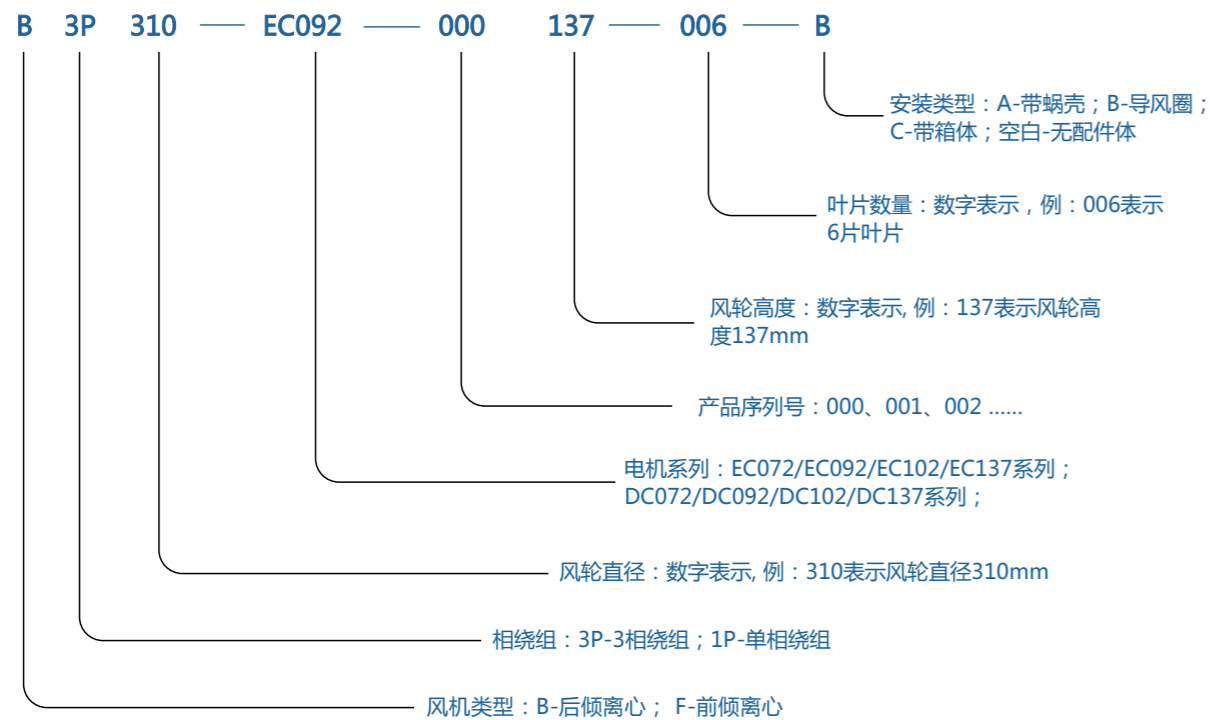 B 3P 310 — EC092 — 000 137 — 006 — B
安装类型：A-带蜗壳；B-导风圈；
C-带箱体；空白-无配件体
叶片数量：数字表示，例：006表示
6片叶片
风轮高度：数字表示, 例：137表示风轮高
度137mm
产品序列号：000、001、002 ……
电机系列：EC072/EC092/EC102/EC137系列；
DC072/DC092/DC102/DC137系列；
风轮直径：数字表示, 例：310表示风轮直径310mm
相绕组：3P-3相绕组；1P-单相绕组
风机类型：B-后倾离心； F-前倾离心